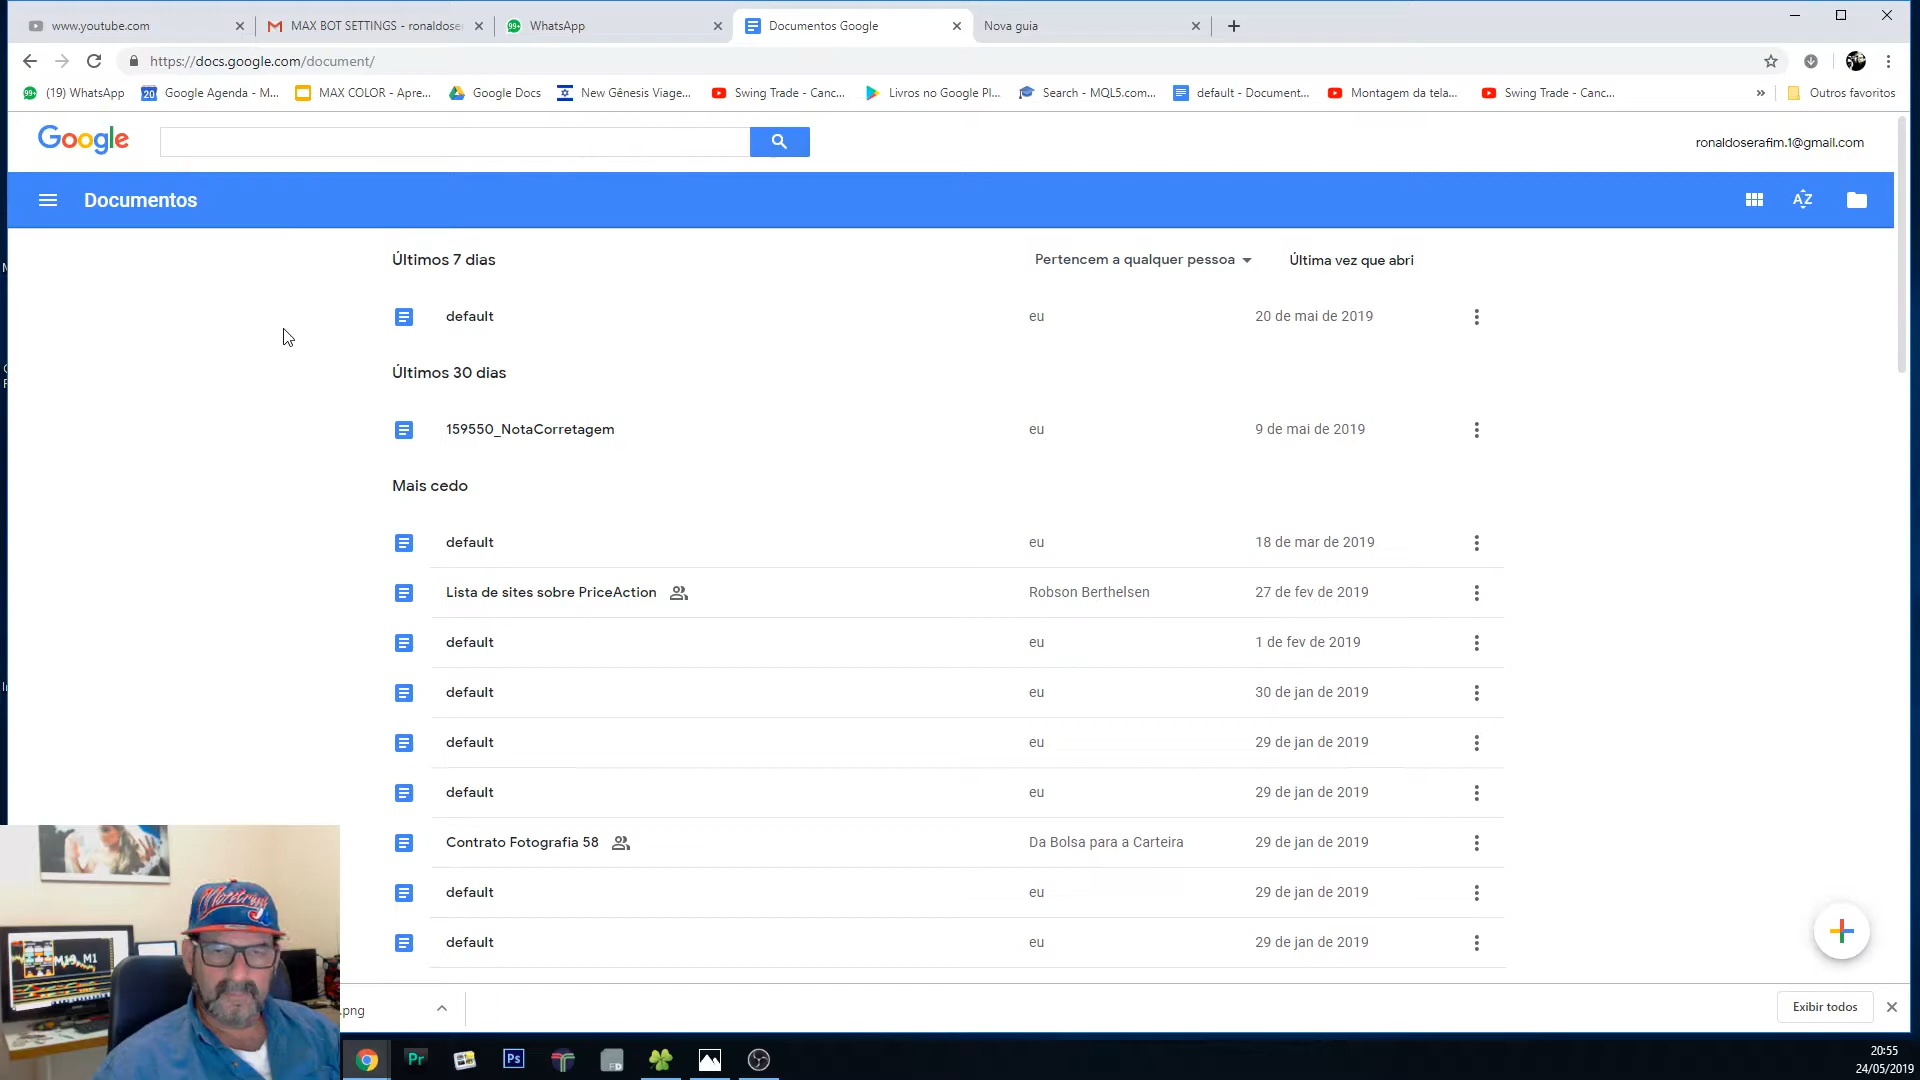 www.youtube.com
MAX BOT SETTINGS - ronaldose
WhatsApp
Documentos Google
Nova guia
https://docs.google.com/document/
(19) WhatsApp
Google Agenda - M...
MAX COLOR - Apre...
Google Docs
New Gênesis Viage...
Swing Trade - Canc...
Livros no Google Pl...
Search - MQL5.com...
default - Document...
Montagem da tela...
Swing Trade - Canc...
»
Outros favoritos
Google
ronaldoserafim.1@gmail.com
Documentos
AZ
Últimos 7 dias
Pertencem a qualquer pessoa
Última vez que abri
default eu 20 de mai de 2019
Últimos 30 dias
159550_NotaCorretagem eu 9 de mai de 2019
Mais cedo
default eu 18 de mar de 2019
Lista de sites sobre PriceAction Robson Berthelsen 27 de fev de 2019
default eu 1 de fev de 2019
default eu 30 de jan de 2019
default eu 29 de jan de 2019
default eu 29 de jan de 2019
Contrato Fotografia 58 Da Bolsa para a Carteira 29 de jan de 2019
default eu 29 de jan de 2019
default eu 29 de jan de 2019
M15 M1
.png
Exibir todos
Pr
Ps
FD
20:55
24/05/2019